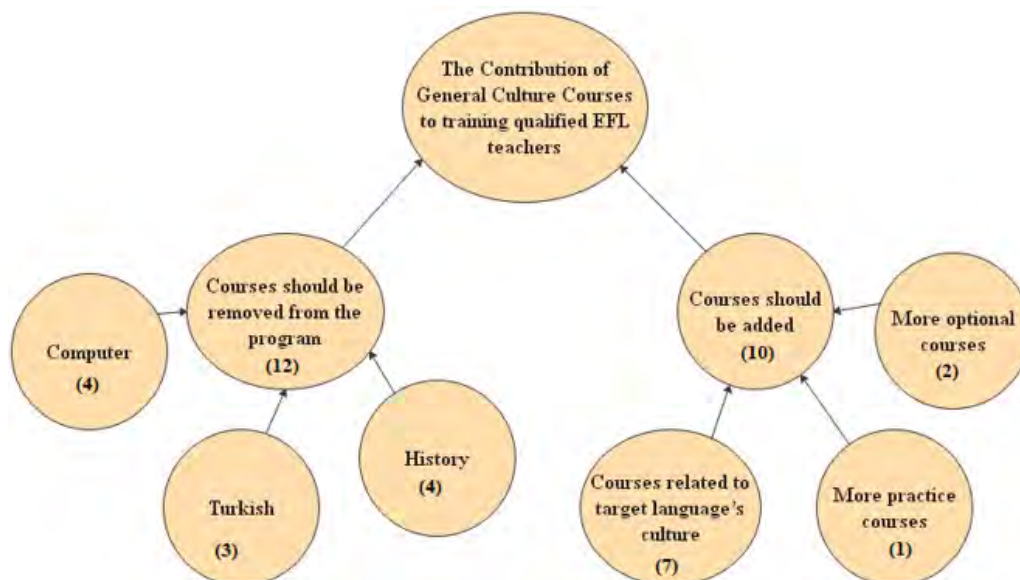 The Contribution of
General Culture Courses
to training qualified EFL
teachers
Courses should be
removed from the
program
(12)
Courses should
be added
(10)
Computer
(4)
More optional
courses
(2)
History
(4)
Turkish
(3)
Courses related to
target language's
culture
(7)
More practice
courses
(1)